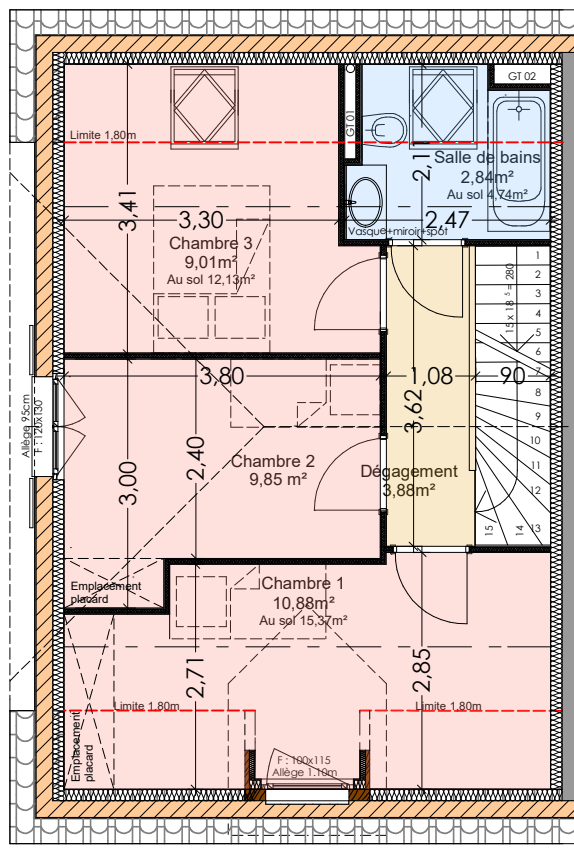 GT 02
Limite 1,80m
GT 01
2,11
Salle de bains
2,84m²
Au sol 4,74m²
3,41
3,30
2,47
Vasque+miroir+spot
Chambre 3
9,01m²
Au sol 12,13m²
15 x 18⁵ = 280
1
2
3
4
5
6
7
8
9
10
11
12
13
14
15
3,80
1,08
90
3,62
Allège 95cm
F : 120x130
2,40
3,00
Chambre 2
9,85 m²
Dégagement
3,88m²
Emplacement
placard
Chambre 1
10,88m²
Au sol 15,37m²
2,71
2,85
Limite 1,80m
Limite 1,80m
Emplacement
placard
F : 100x115
Allège 1.10m